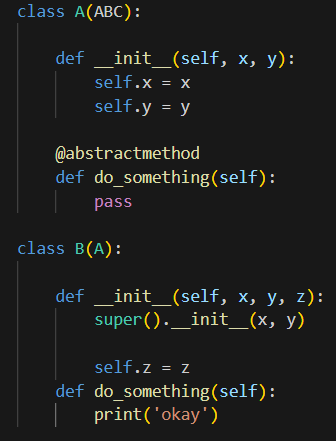 class A(ABC):
    def __init__(self, x, y):
        self.x = x
        self.y = y
    @abstractmethod
    def do_something(self):
        pass
class B(A):
    def __init__(self, x, y, z):
        super().__init__(x, y)
        self.z = z
    def do_something(self):
        print('okay')